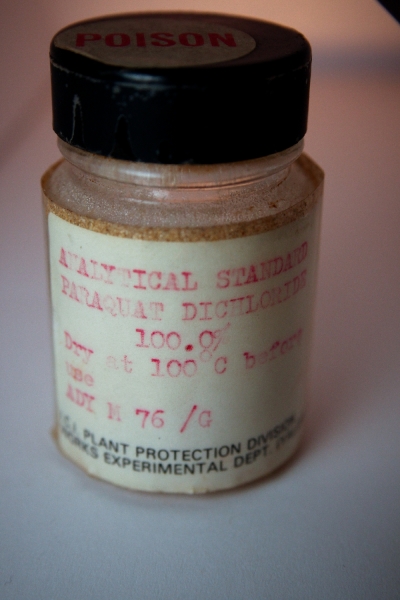 POISON
ANALYTICAL STANDARD
PARAQUAT DICHLORIDE
100.0%
Dry at 100°C before
use
ADY M 76 /G
I.C.I. PLANT PROTECTION DIVISION
WORKS EXPERIMENTAL DEPT.